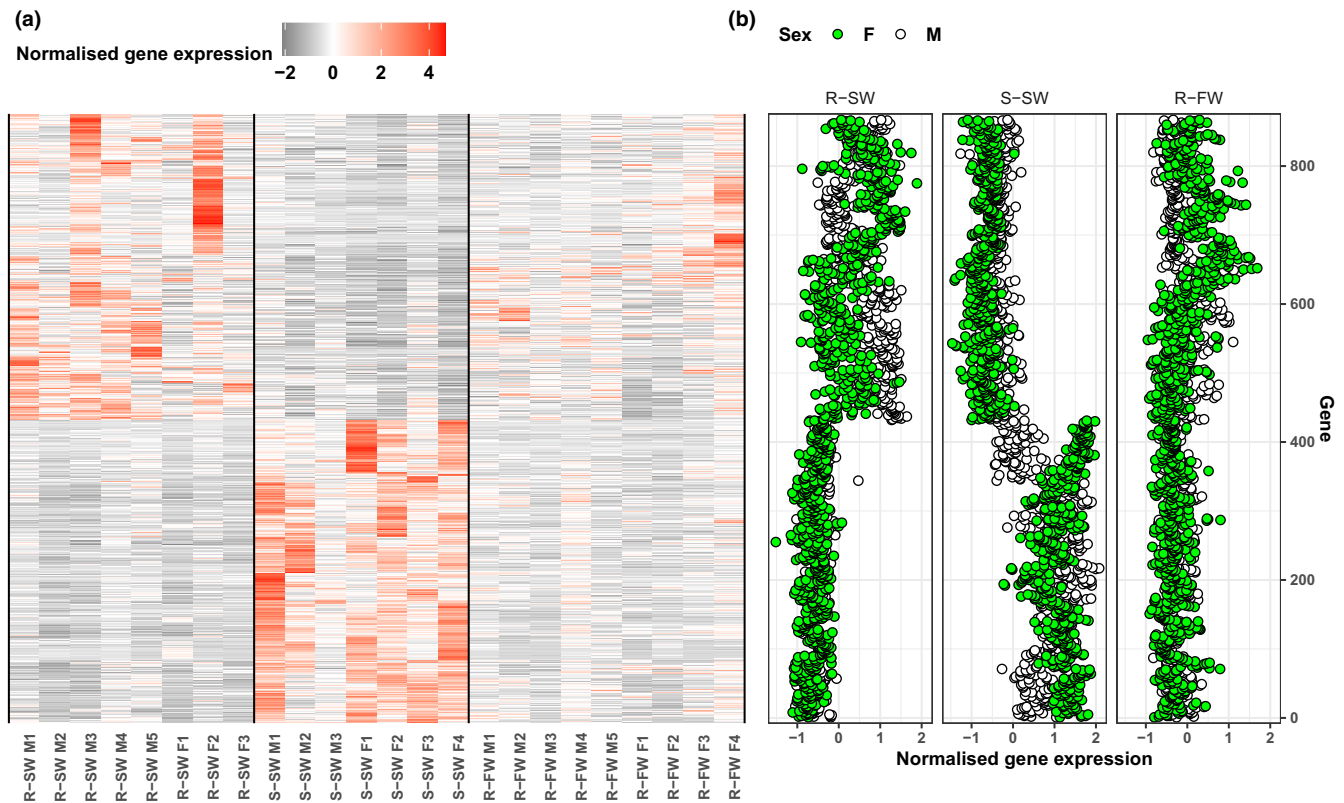 (a)
Normalised gene expression
−2 0 2 4
R−SW M1
R−SW M2
R−SW M3
R−SW M4
R−SW M5
R−SW F1
R−SW F2
R−SW F3
S−SW M1
S−SW M2
S−SW M3
S−SW F1
S−SW F2
S−SW F3
S−SW F4
R−FW M1
R−FW M2
R−FW M3
R−FW M4
R−FW M5
R−FW F1
R−FW F2
R−FW F3
R−FW F4
(b)
Sex F M
R−SW S−SW R−FW
800
600
400
200
0
Gene
−1 0 1 2 −1 0 1 2 −1 0 1 2
Normalised gene expression